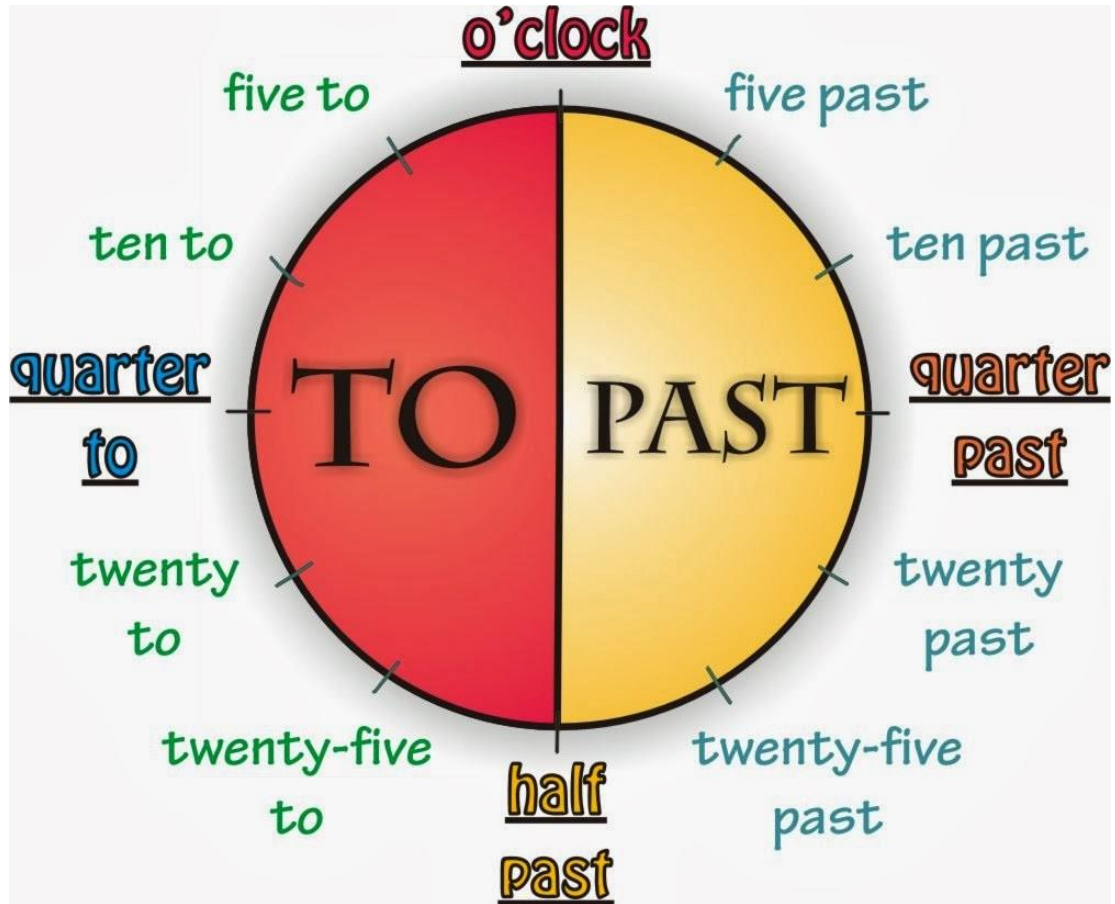 o'clock
five to
five past
ten to
ten past
quarter
to
TO
PAST
quarter
past
twenty
to
twenty
past
twenty-five
to
half
past
twenty-five
past